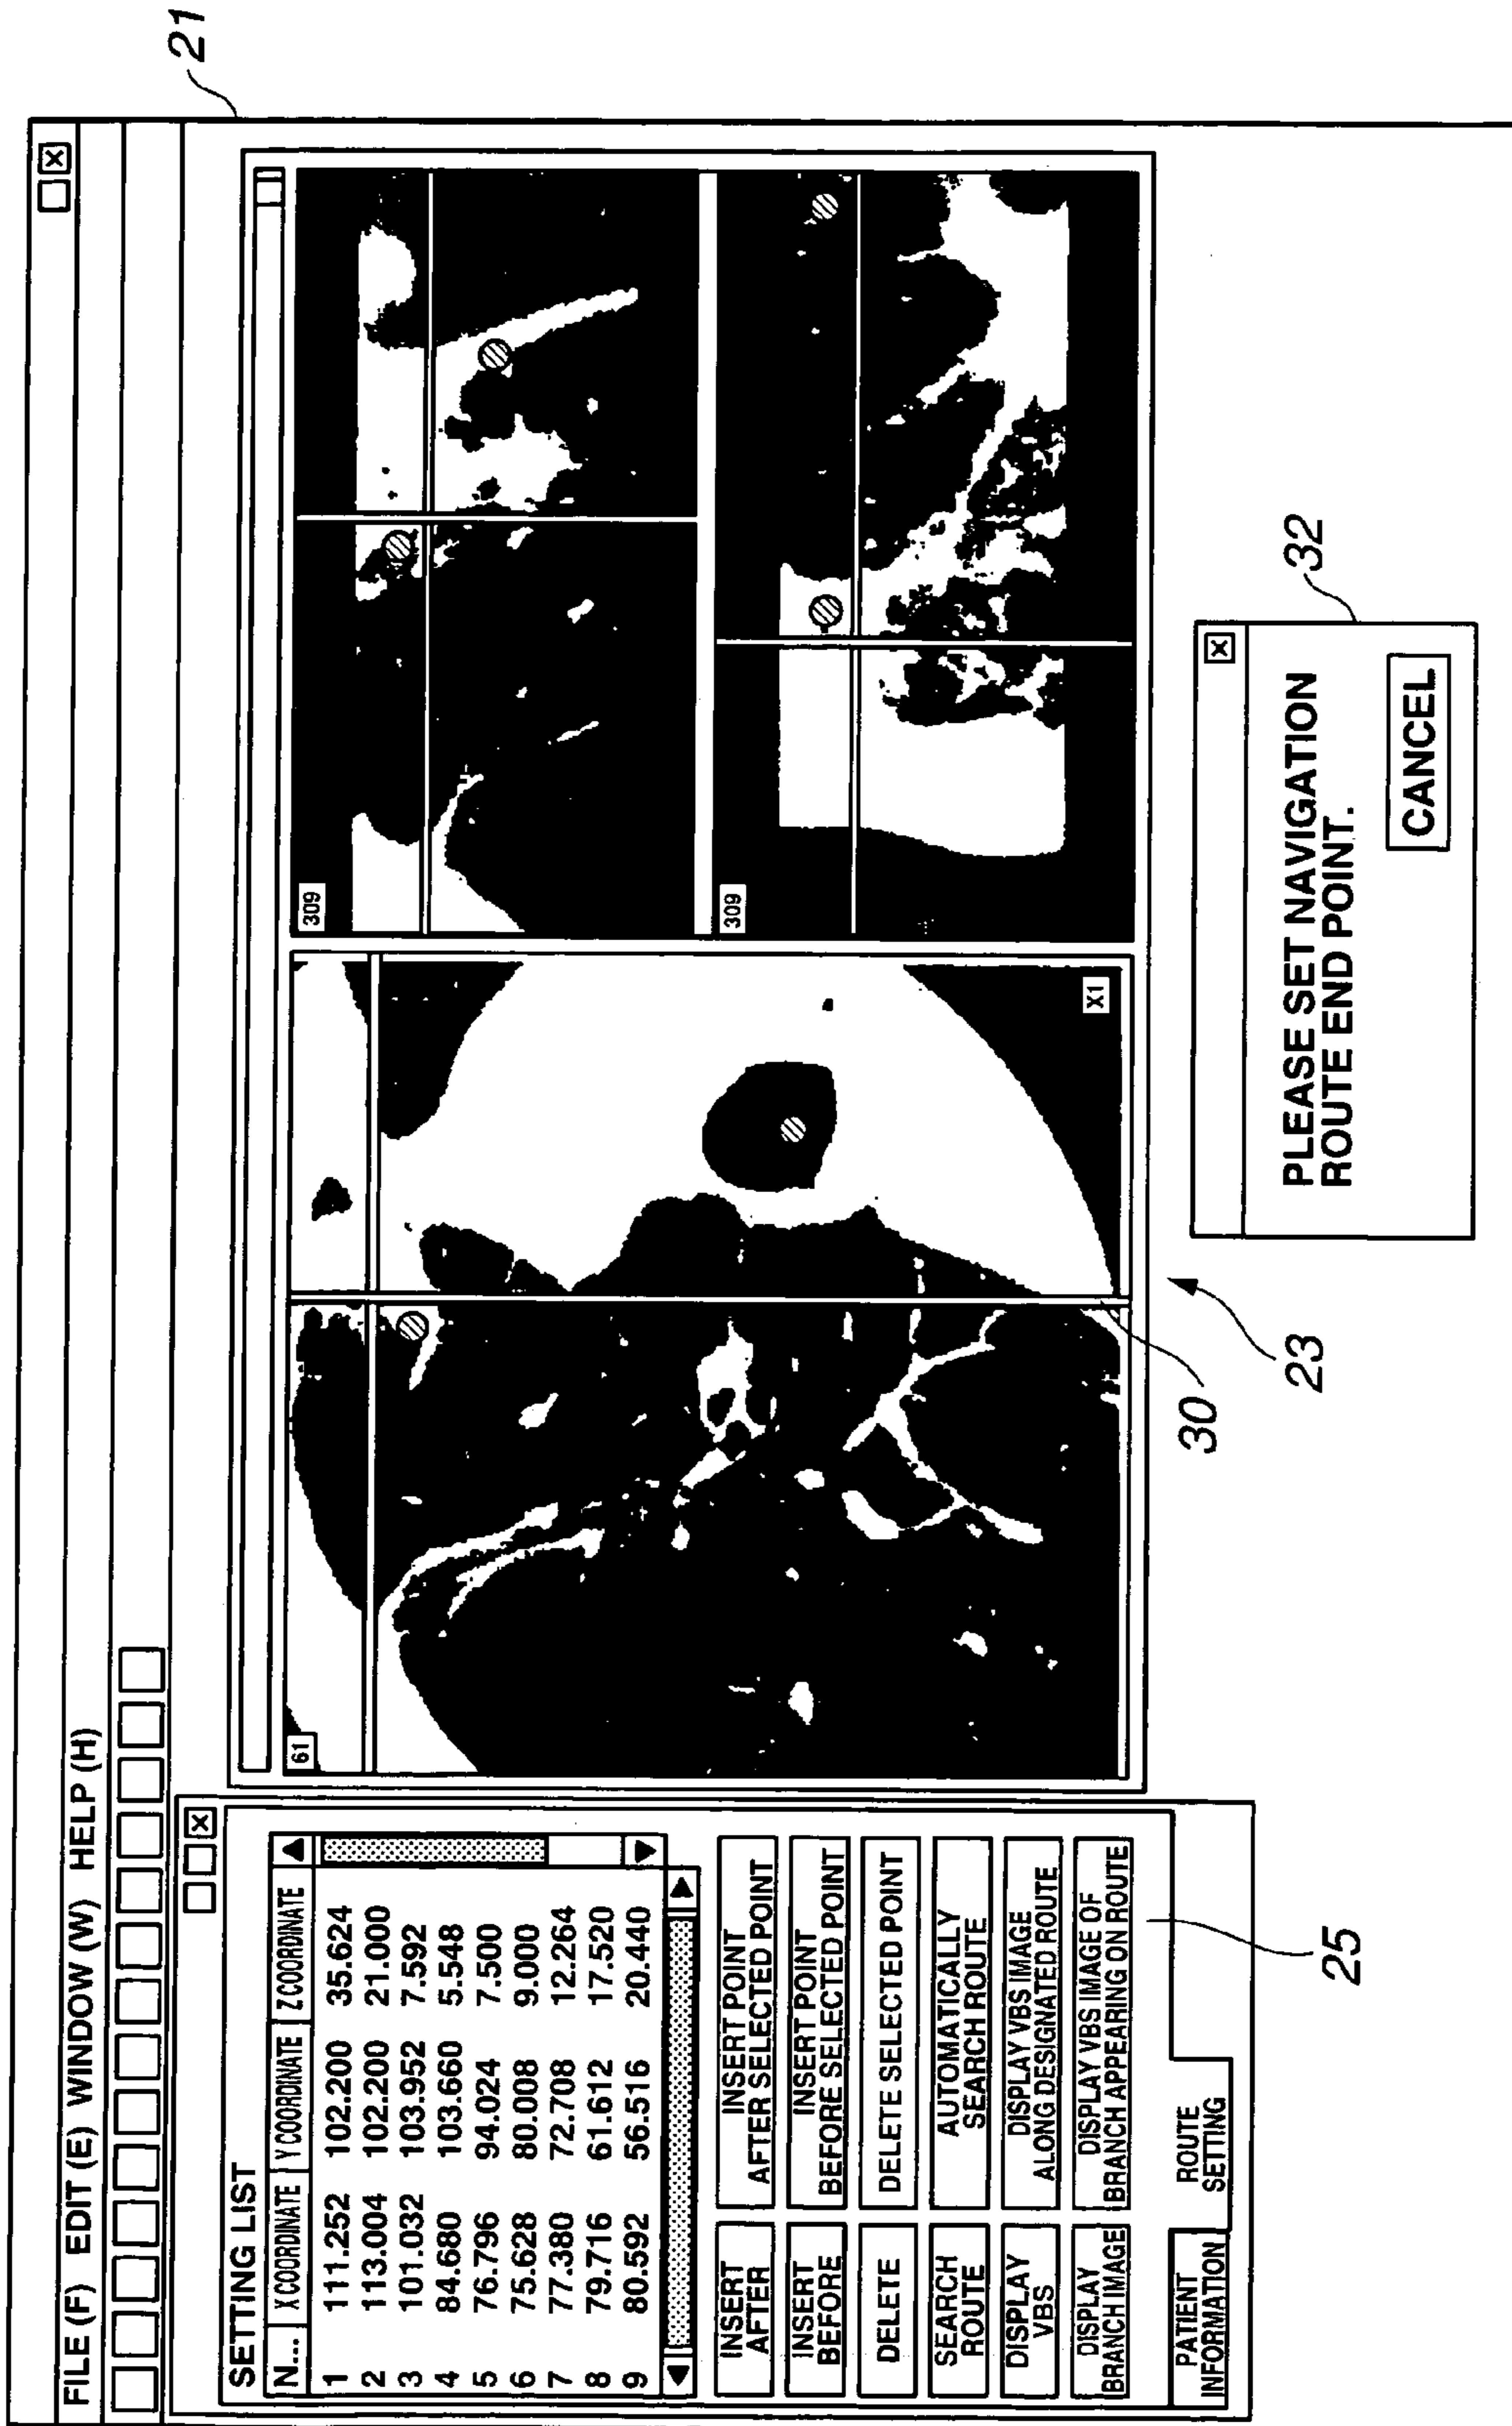 21
FILE (F) EDIT (E) WINDOW (W) HELP (H)
SETTING LIST
N... X COORDINATE Y COORDINATE Z COORDINATE
1 111.252 102.200 35.624
2 113.004 102.200 21.000
3 101.032 103.952 7.592
4 84.680 103.660 5.548
5 76.796 94.024 7.500
6 75.628 80.008 9.000
7 77.380 72.708 12.264
8 79.716 61.612 17.520
9 80.592 56.516 20.440
INSERT
AFTER
INSERT POINT
AFTER SELECTED POINT
INSERT
BEFORE
INSERT POINT
BEFORE SELECTED POINT
DELETE
DELETE SELECTED POINT
SEARCH
ROUTE
AUTOMATICALLY
SEARCH ROUTE
DISPLAY
VBS
DISPLAY VBS IMAGE
ALONG DESIGNATED ROUTE
DISPLAY
BRANCH IMAGE
DISPLAY VBS IMAGE OF
BRANCH APPEARING ON ROUTE
PATIENT
INFORMATION
ROUTE
SETTING
25
61
X1
309
309
30
23
PLEASE SET NAVIGATION
ROUTE END POINT.
CANCEL
32